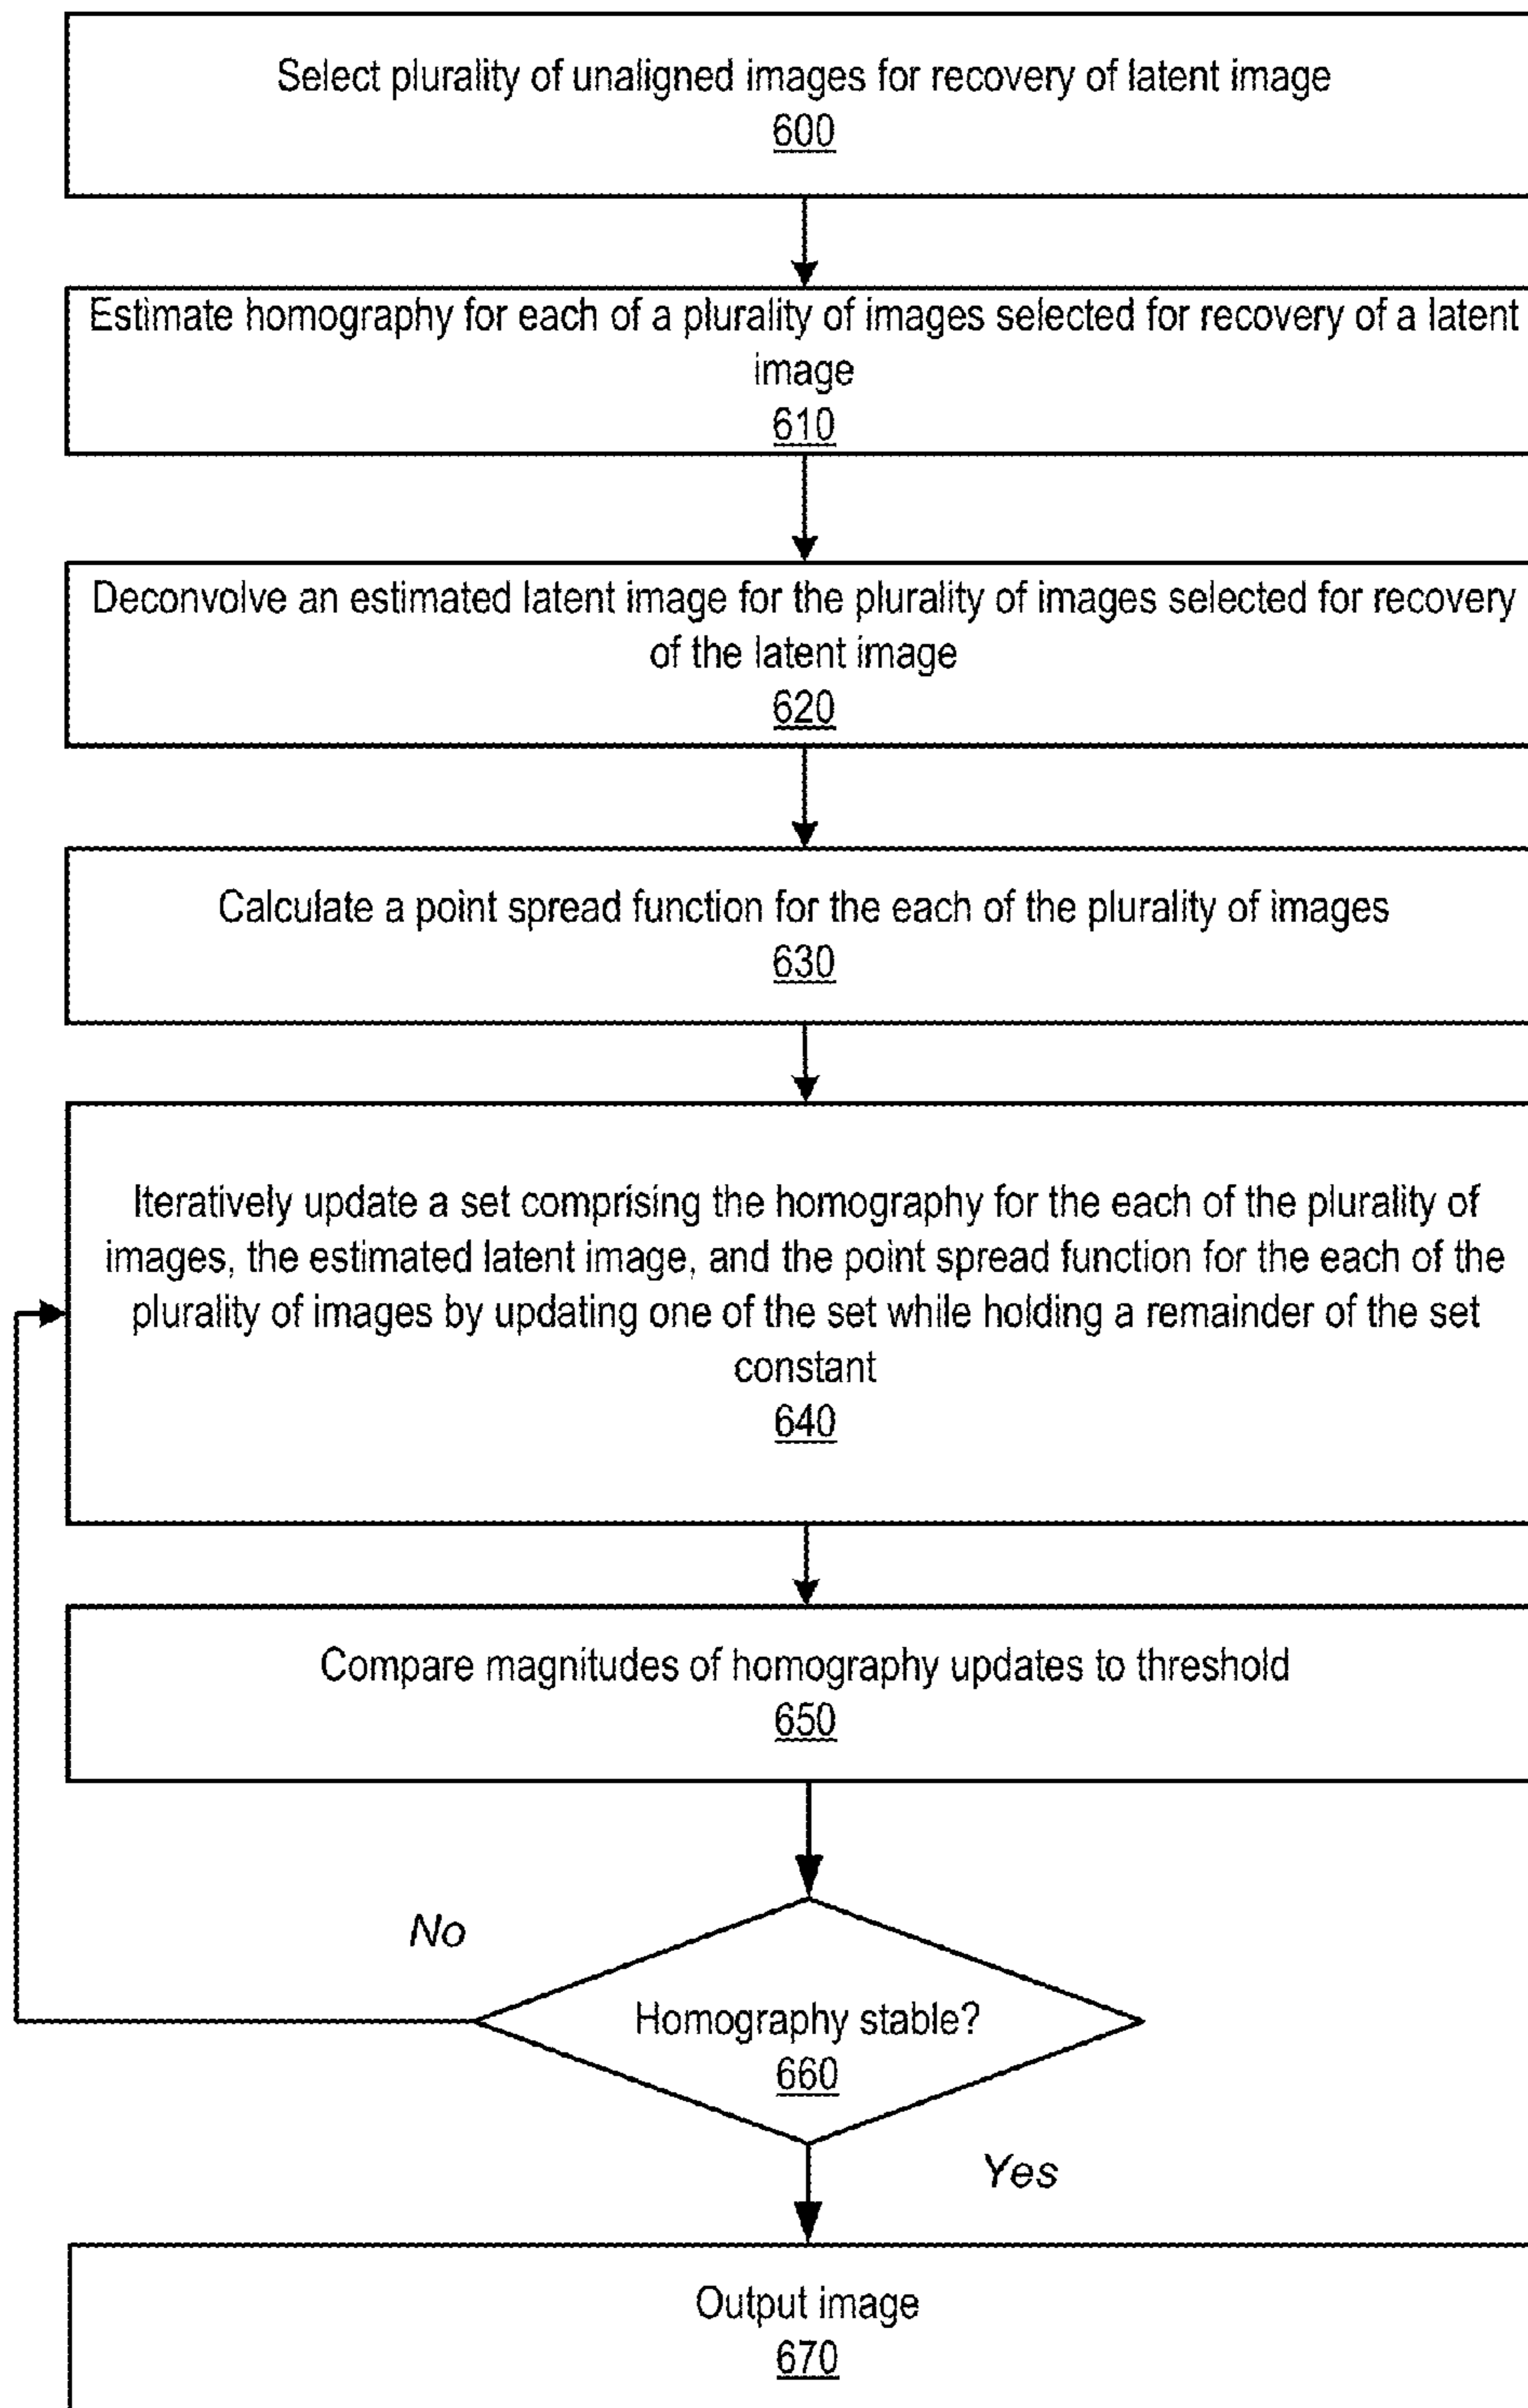 Select plurality of unaligned images for recovery of latent image
600
Estimate homography for each of a plurality of images selected for recovery of a latent
image
610
Deconvolve an estimated latent image for the plurality of images selected for recovery
of the latent image
620
Calculate a point spread function for the each of the plurality of images
630
Iteratively update a set comprising the homography for the each of the plurality of
images, the estimated latent image, and the point spread function for the each of the
plurality of images by updating one of the set while holding a remainder of the set
constant
640
Compare magnitudes of homography updates to threshold
650
No
Homography stable?
660
Yes
Output image
670